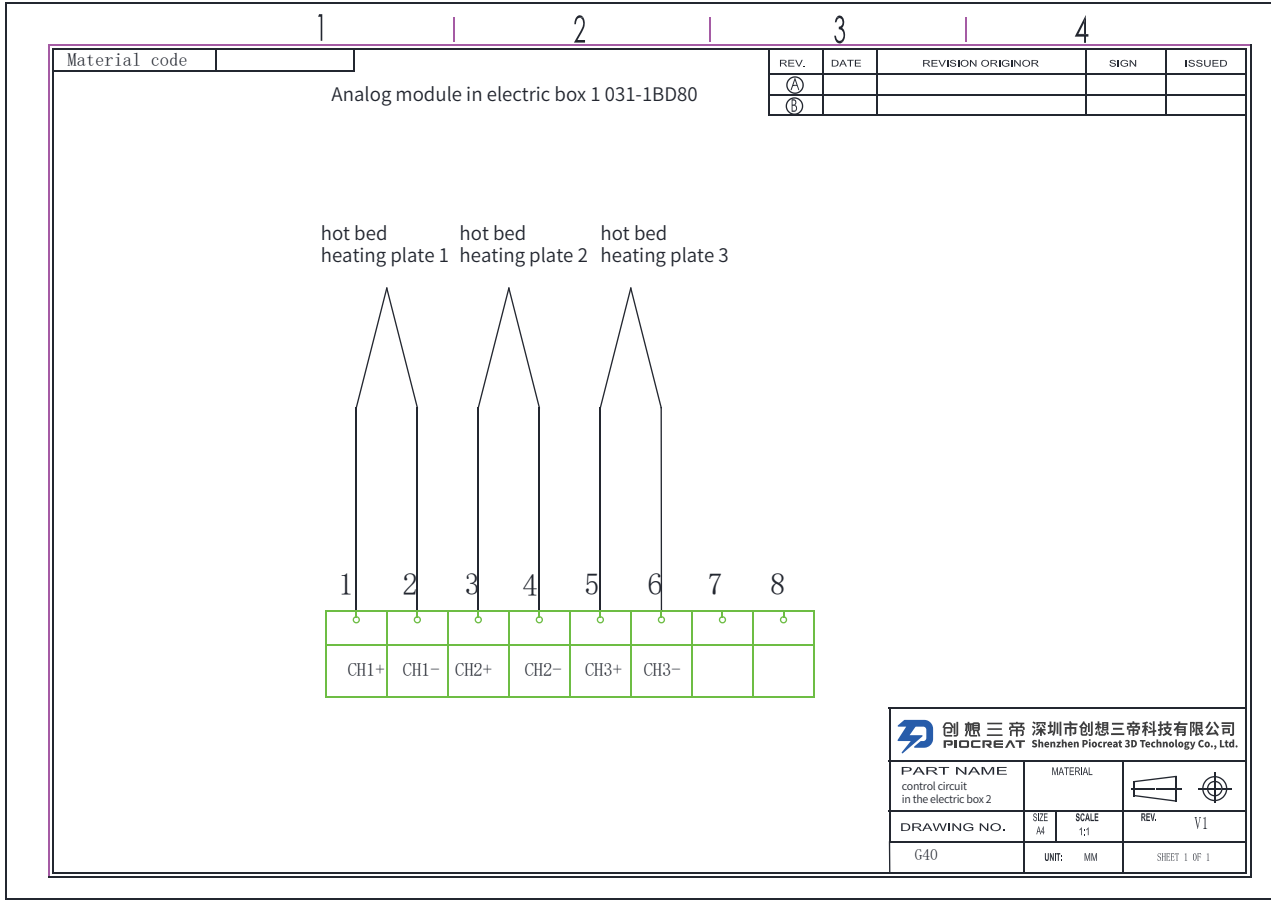 1 2 3 4
Material code
REV. DATE REVISION ORIGINOR SIGN ISSUED
A
B
Analog module in electric box 1 031-1BD80
hot bed hot bed hot bed
heating plate 1 heating plate 2 heating plate 3
1 2 3 4 5 6 7 8
CH1+ CH1- CH2+ CH2- CH3+ CH3-
创想三帝 深圳市创想三帝科技有限公司
PIOCREAT Shenzhen Piocreat 3D Technology Co., Ltd.
PART NAME MATERIAL
control circuit
in the electric box 2
DRAWING NO. SIZE SCALE REV. V1
A4 1:1
G40 UNIT: MM SHEET 1 OF 1